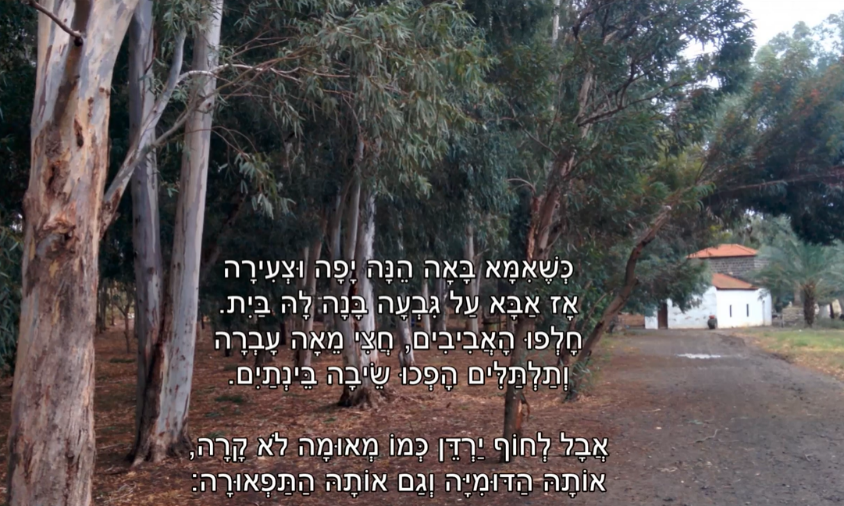 כְּשֶׁאִמָּא בָּאָה הֵנָּה יָפָה וּצְעִירָה
אָז אַבָּא עַל גִּבְעָה בָּנָה לָהּ בַּיִת.
חָלְפוּ הָאֲבִיבִים, חֲצִי מֵאָה עָבְרָה
וְתַלְתַּלִּים הָפְכוּ שֵׂיבָה בֵּינְתַיִם.
אֲבָל לְחוֹף יַרְדֵּן כְּמוֹ מְאוּמָה לֹא קָרָה,
אוֹתָהּ הַדּוּמִיָּה וְגַם אוֹתָהּ הַתַּפְאוּרָה: